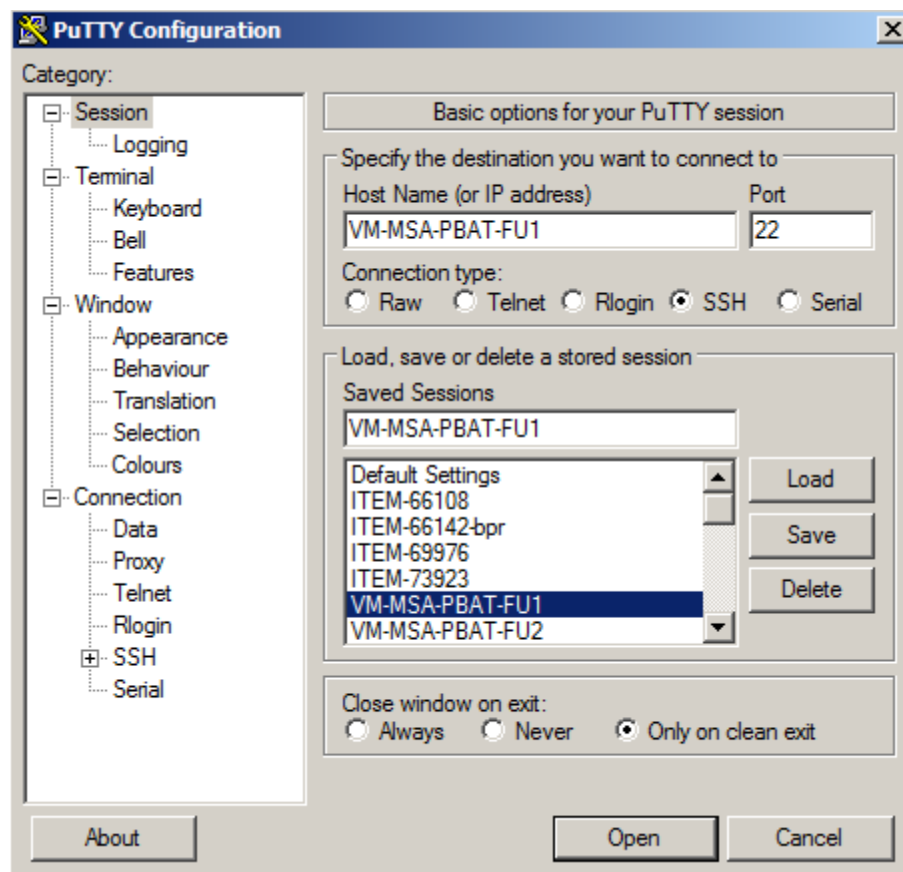 PuTTY Configuration
Category:
Session
Logging
Terminal
Keyboard
Bell
Features
Window
Appearance
Behaviour
Translation
Selection
Colours
Connection
Data
Proxy
Telnet
Rlogin
SSH
Serial
Basic options for your PuTTY session
Specify the destination you want to connect to
Host Name (or IP address) Port
VM-MSA-PBAT-FU1 22
Connection type:
Raw Telnet Rlogin SSH Serial
Load, save or delete a stored session
Saved Sessions
VM-MSA-PBAT-FU1
Default Settings
ITEM-66108
ITEM-66142-bpr
ITEM-69976
ITEM-73923
VM-MSA-PBAT-FU1
VM-MSA-PBAT-FU2
Load
Save
Delete
Close window on exit:
Always Never Only on clean exit
About Open Cancel